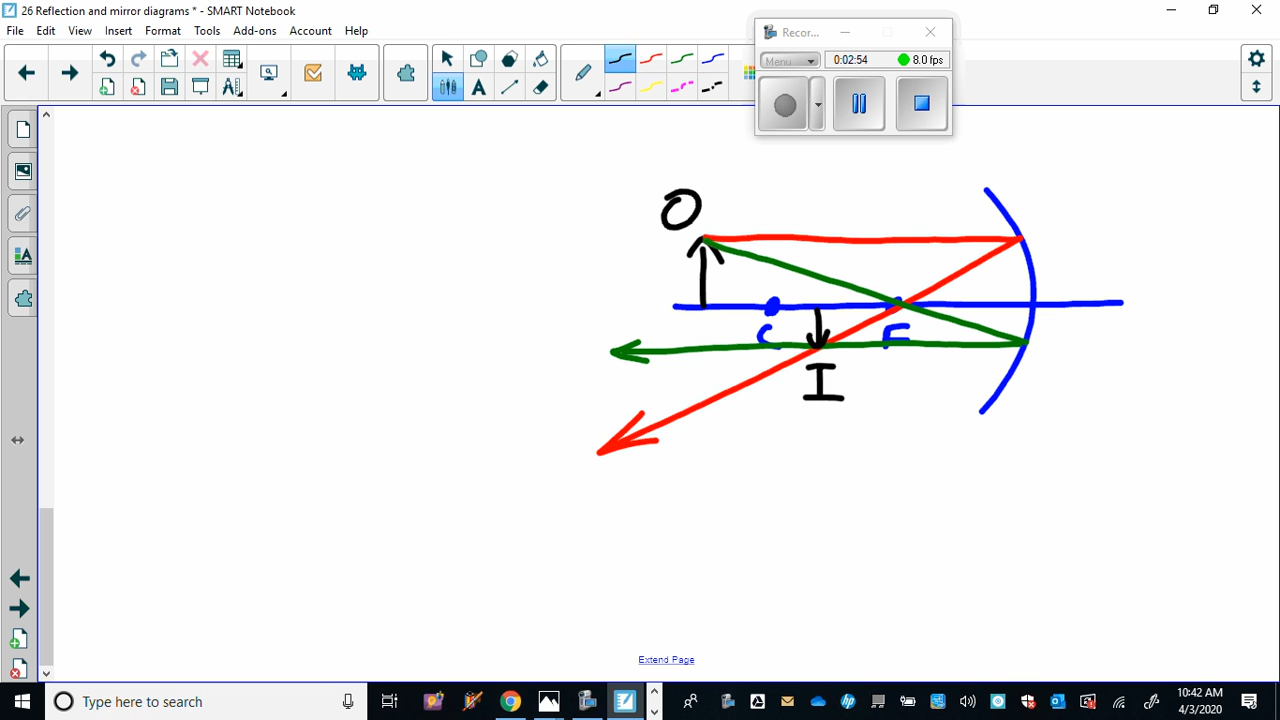 26 Reflection and mirror diagrams * - SMART Notebook
File Edit View Insert Format Tools Add-ons Account Help
Recor...
Menu 0:02:54 8.0 fps
O
C F
I
Extend Page
Type here to search
10:42 AM
4/3/2020